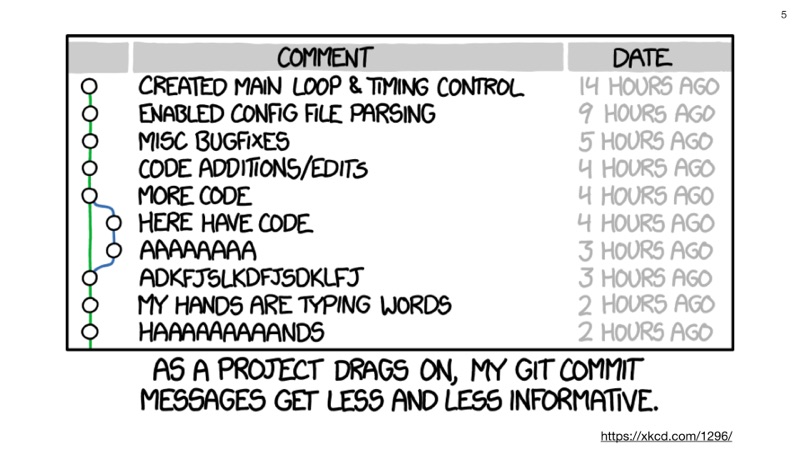 5
COMMENT DATE
CREATED MAIN LOOP & TIMING CONTROL 14 HOURS AGO
ENABLED CONFIG FILE PARSING 9 HOURS AGO
MISC BUGFIXES 5 HOURS AGO
CODE ADDITIONS/EDITS 4 HOURS AGO
MORE CODE 4 HOURS AGO
HERE HAVE CODE 4 HOURS AGO
AAAAAAAA 3 HOURS AGO
ADKFJSLKDFJSDKLFJ 3 HOURS AGO
MY HANDS ARE TYPING WORDS 2 HOURS AGO
HAAAAAAAAANDS 2 HOURS AGO
AS A PROJECT DRAGS ON, MY GIT COMMIT
MESSAGES GET LESS AND LESS INFORMATIVE.
https://xkcd.com/1296/